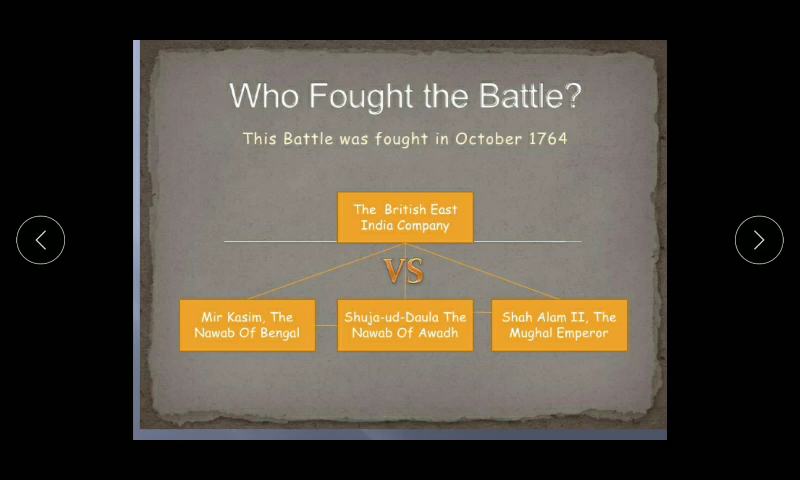 Who Fought the Battle?
This Battle was fought in October 1764
The British East
India Company
VS
Mir Kasim, The
Nawab Of Bengal
Shuja-ud-Daula The
Nawab Of Awadh
Shah Alam II, The
Mughal Emperor